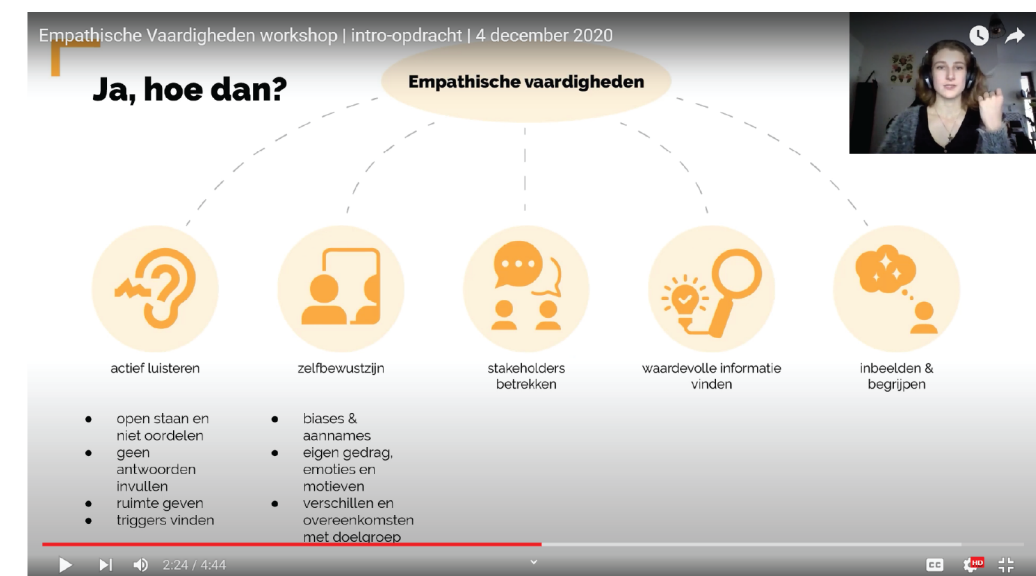 Empathische Vaardigheden workshop | intro-opdracht | 4 december 2020
Ja, hoe dan?
Empathische vaardigheden
actief luisteren
zelfbewustzijn
stakeholders
betrekken
waardevolle informatie
vinden
inbeelden &
begrijpen
● open staan en
niet oordelen
● geen
antwoorden
invullen
● ruimte geven
● triggers vinden
● biases &
aannames
● eigen gedrag,
emoties en
motieven
● verschillen en
overeenkomsten
met doelgroep
2:24 / 4:44
CC
HD